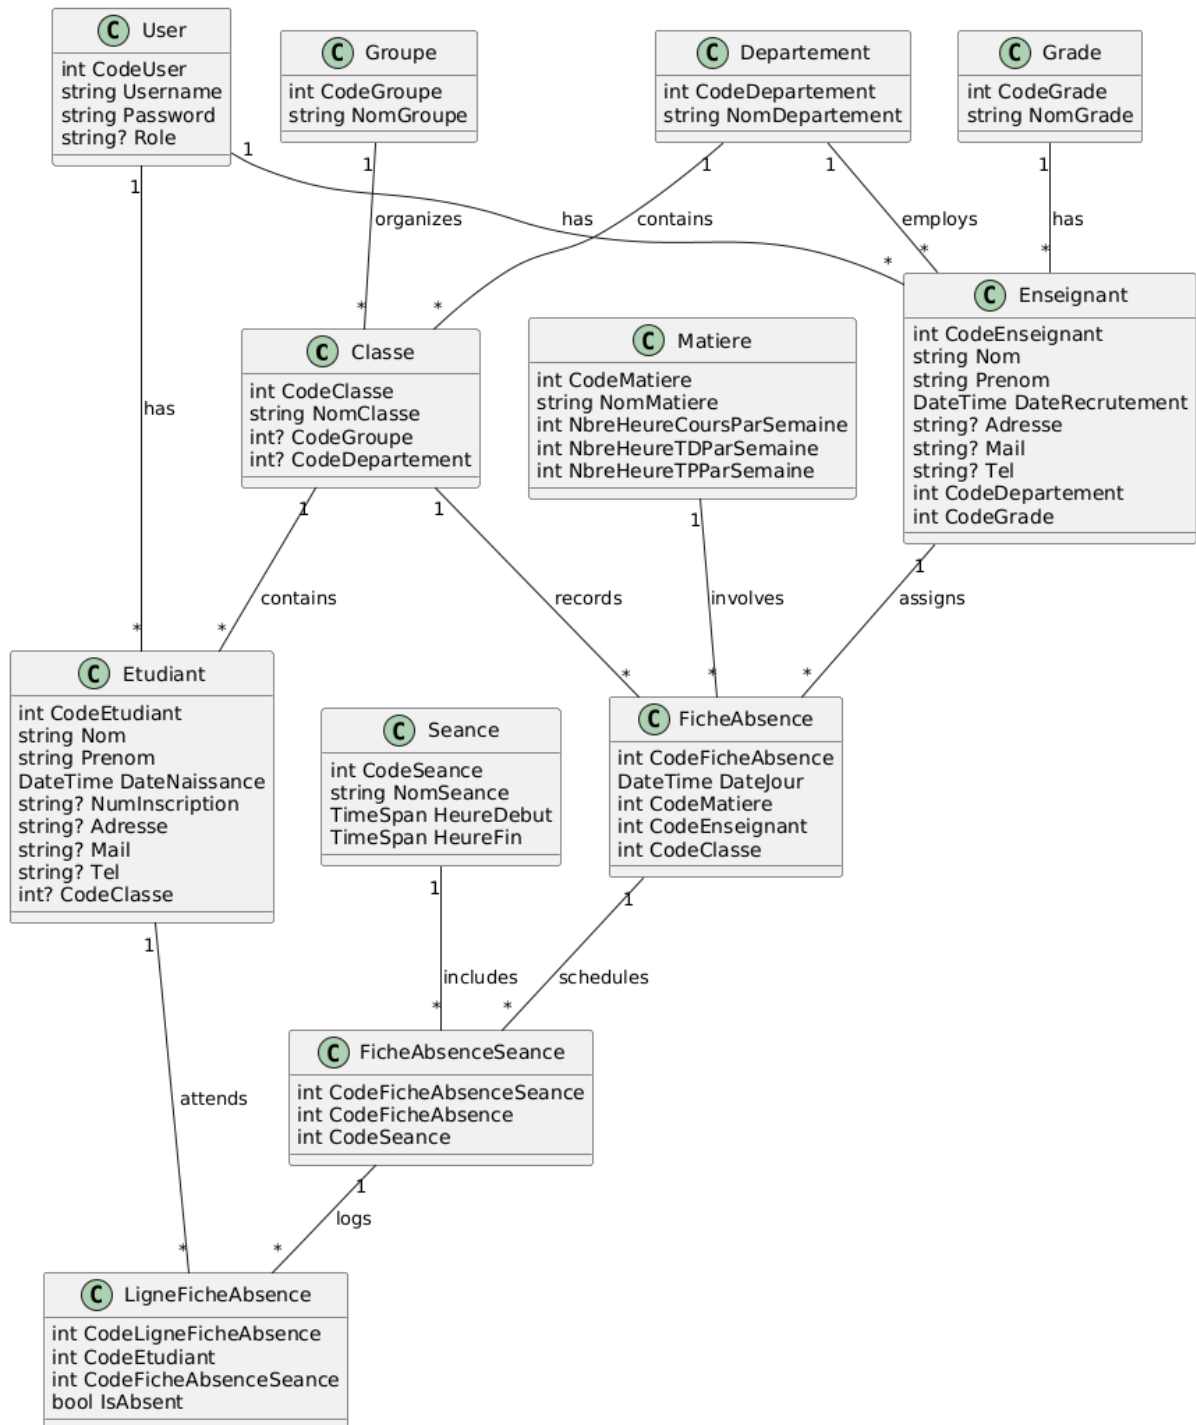 C User
int CodeUser
string Username
string Password
string? Role
C Groupe
int CodeGroupe
string NomGroupe
C Departement
int CodeDepartement
string NomDepartement
C Grade
int CodeGrade
string NomGrade
1
1
1
1
1
1
organizes
has
contains
employs
has
*
*
*
*
*
C Classe
int CodeClasse
string NomClasse
int? CodeGroupe
int? CodeDepartement
C Matiere
int CodeMatiere
string NomMatiere
int NbreHeureCoursParSemaine
int NbreHeureTDParSemaine
int NbreHeureTPParSemaine
C Enseignant
int CodeEnseignant
string Nom
string Prenom
DateTime DateRecrutement
string? Adresse
string? Mail
string? Tel
int CodeDepartement
int CodeGrade
has
1
1
1
1
contains
records
involves
assigns
*
*
*
*
*
C Etudiant
int CodeEtudiant
string Nom
string Prenom
DateTime DateNaissance
string? NumInscription
string? Adresse
string? Mail
string? Tel
int? CodeClasse
C Seance
int CodeSeance
string NomSeance
TimeSpan HeureDebut
TimeSpan HeureFin
C FicheAbsence
int CodeFicheAbsence
DateTime DateJour
int CodeMatiere
int CodeEnseignant
int CodeClasse
1
1
1
includes
schedules
*
*
C FicheAbsenceSeance
int CodeFicheAbsenceSeance
int CodeFicheAbsence
int CodeSeance
attends
1
logs
*
*
C LigneFicheAbsence
int CodeLigneFicheAbsence
int CodeEtudiant
int CodeFicheAbsenceSeance
bool IsAbsent